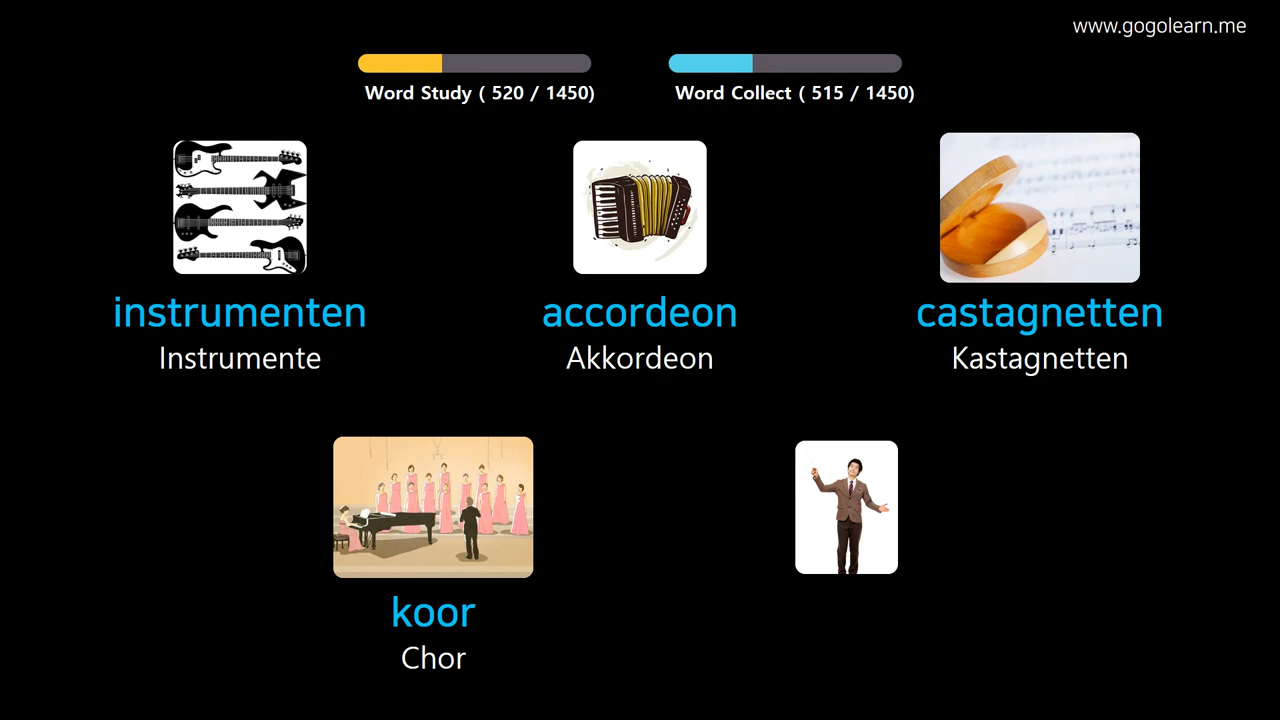 www.gogolearn.me
Word Study ( 520 / 1450)
Word Collect ( 515 / 1450)
instrumenten
Instrumente
accordeon
Akkordeon
castagnetten
Kastagnetten
koor
Chor